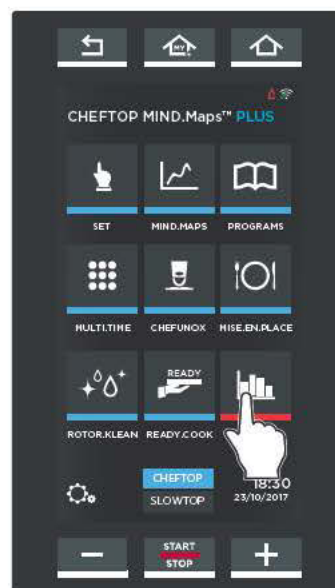 MY
CHEFTOP MIND.Maps™ PLUS
SET MIND.MAPS PROGRAMS
MULTI.TIME CHEFUNOX MISE.EN.PLACE
READY
ROTOR.KLEAN READY.COOK
CHEFTOP
SLOWTOP
18:30
23/10/2017
START
STOP